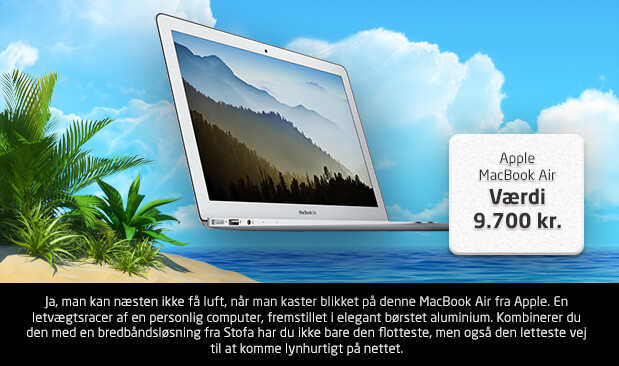 Apple
MacBook Air
Værdi
9.700 kr.
MacBook Air
Ja, man kan næsten ikke få luft, når man kaster blikket på denne MacBook Air fra Apple. En
letvægtsracer af en personlig computer, fremstillet i elegant børstet aluminium. Kombinerer du
den med en bredbåndsløsning fra Stofa har du ikke bare den flotteste, men også den letteste vej
til at komme lynhurtigt på nettet.